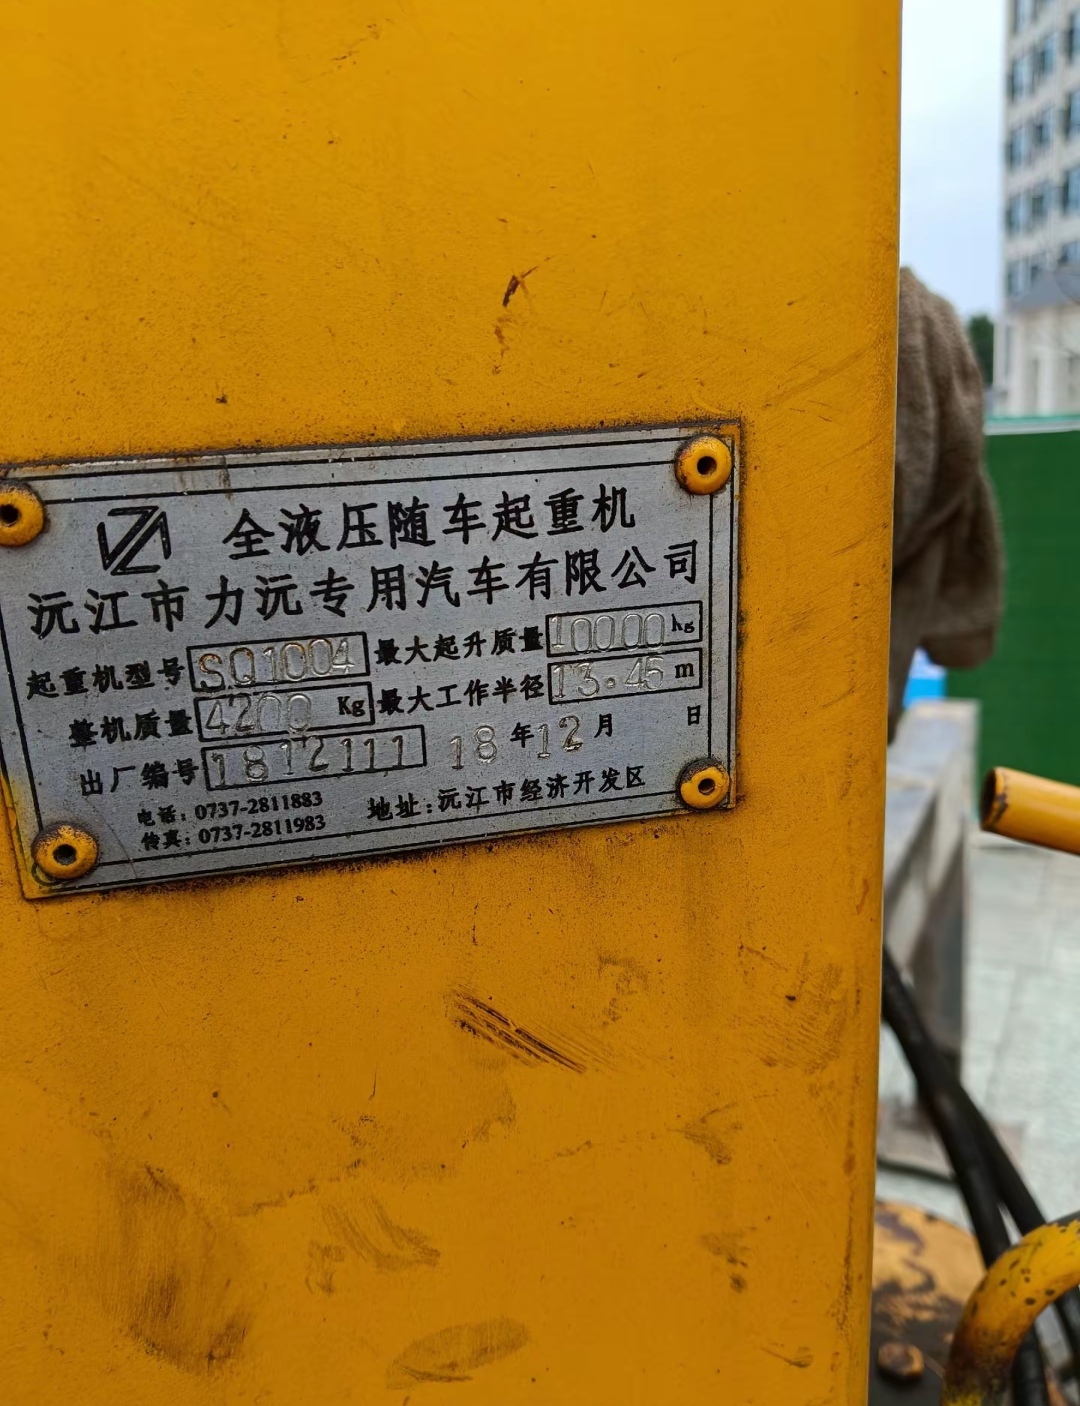 全液压随车起重机
沅江市力沅专用汽车有限公司
起重机型号 SQ1004 最大起升质量 10000 kg
整机质量 4200 Kg 最大工作半径 13.45 m
出厂编号 1812111 18 年 12 月 日
电话：0737-2811883
传真：0737-2811983
地址：沅江市经济开发区